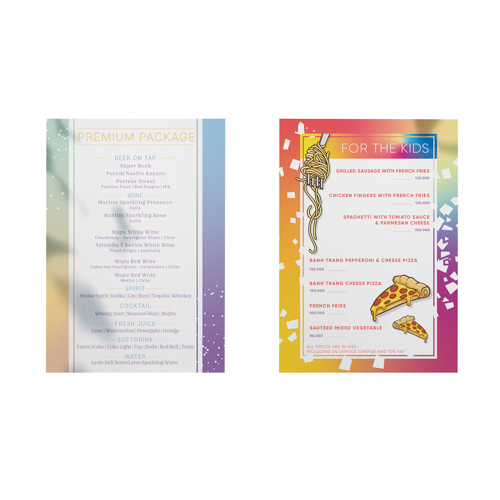 PREMIUM PACKAGE
BEER ON TAP
Super Bock
Peroni Nastro Azzuro
Pasteur Street
Passion Fruit | Red Dragon | IPA
WINE
Martini Sparkling Prosecco
Italia
Martini Sparkling Rose
Italia
Mapu White Wine
Chardonnay - Sauvignon Blanc | Chile
Yalumba Y Series White Wine
Pinot Grigio | Australia
Mapu Red Wine
Cabernet Sauvignon - Carmenere | Chile
Mapu Red Wine
Merlot | Chile
SPIRIT
House Spirit: Vodka | Gin | Rum | Tequila | Whiskey
COCKTAIL
Whisky Sour | Moscow Mule | Mojito
FRESH JUICE
Lime | Watermelon | Pineapple | Orange
SOFTDRINK
Fanta | Coke | Coke Light | Tap | Soda | Red Bull | Tonic
WATER
Lavie Still Water
Lavie Sparkling Water
FOR THE KIDS
GRILLED SAUSAGE WITH FRENCH FRIES
120.000
CHICKEN FINGERS WITH FRENCH FRIES
100.000
SPAGHETTI WITH TOMATO SAUCE
& PARMESAN CHEESE
100.000
BANH TRANG PEPPERONI & CHEESE PIZZA
125.000
BANH TRANG CHEESE PIZZA
100.000
FRENCH FRIES
100.000
SAUTÉED MIXED VEGETABLE
80.000
ALL PRICES ARE IN VND,
INCLUDING 5% SERVICE CHARGE AND 10% VAT